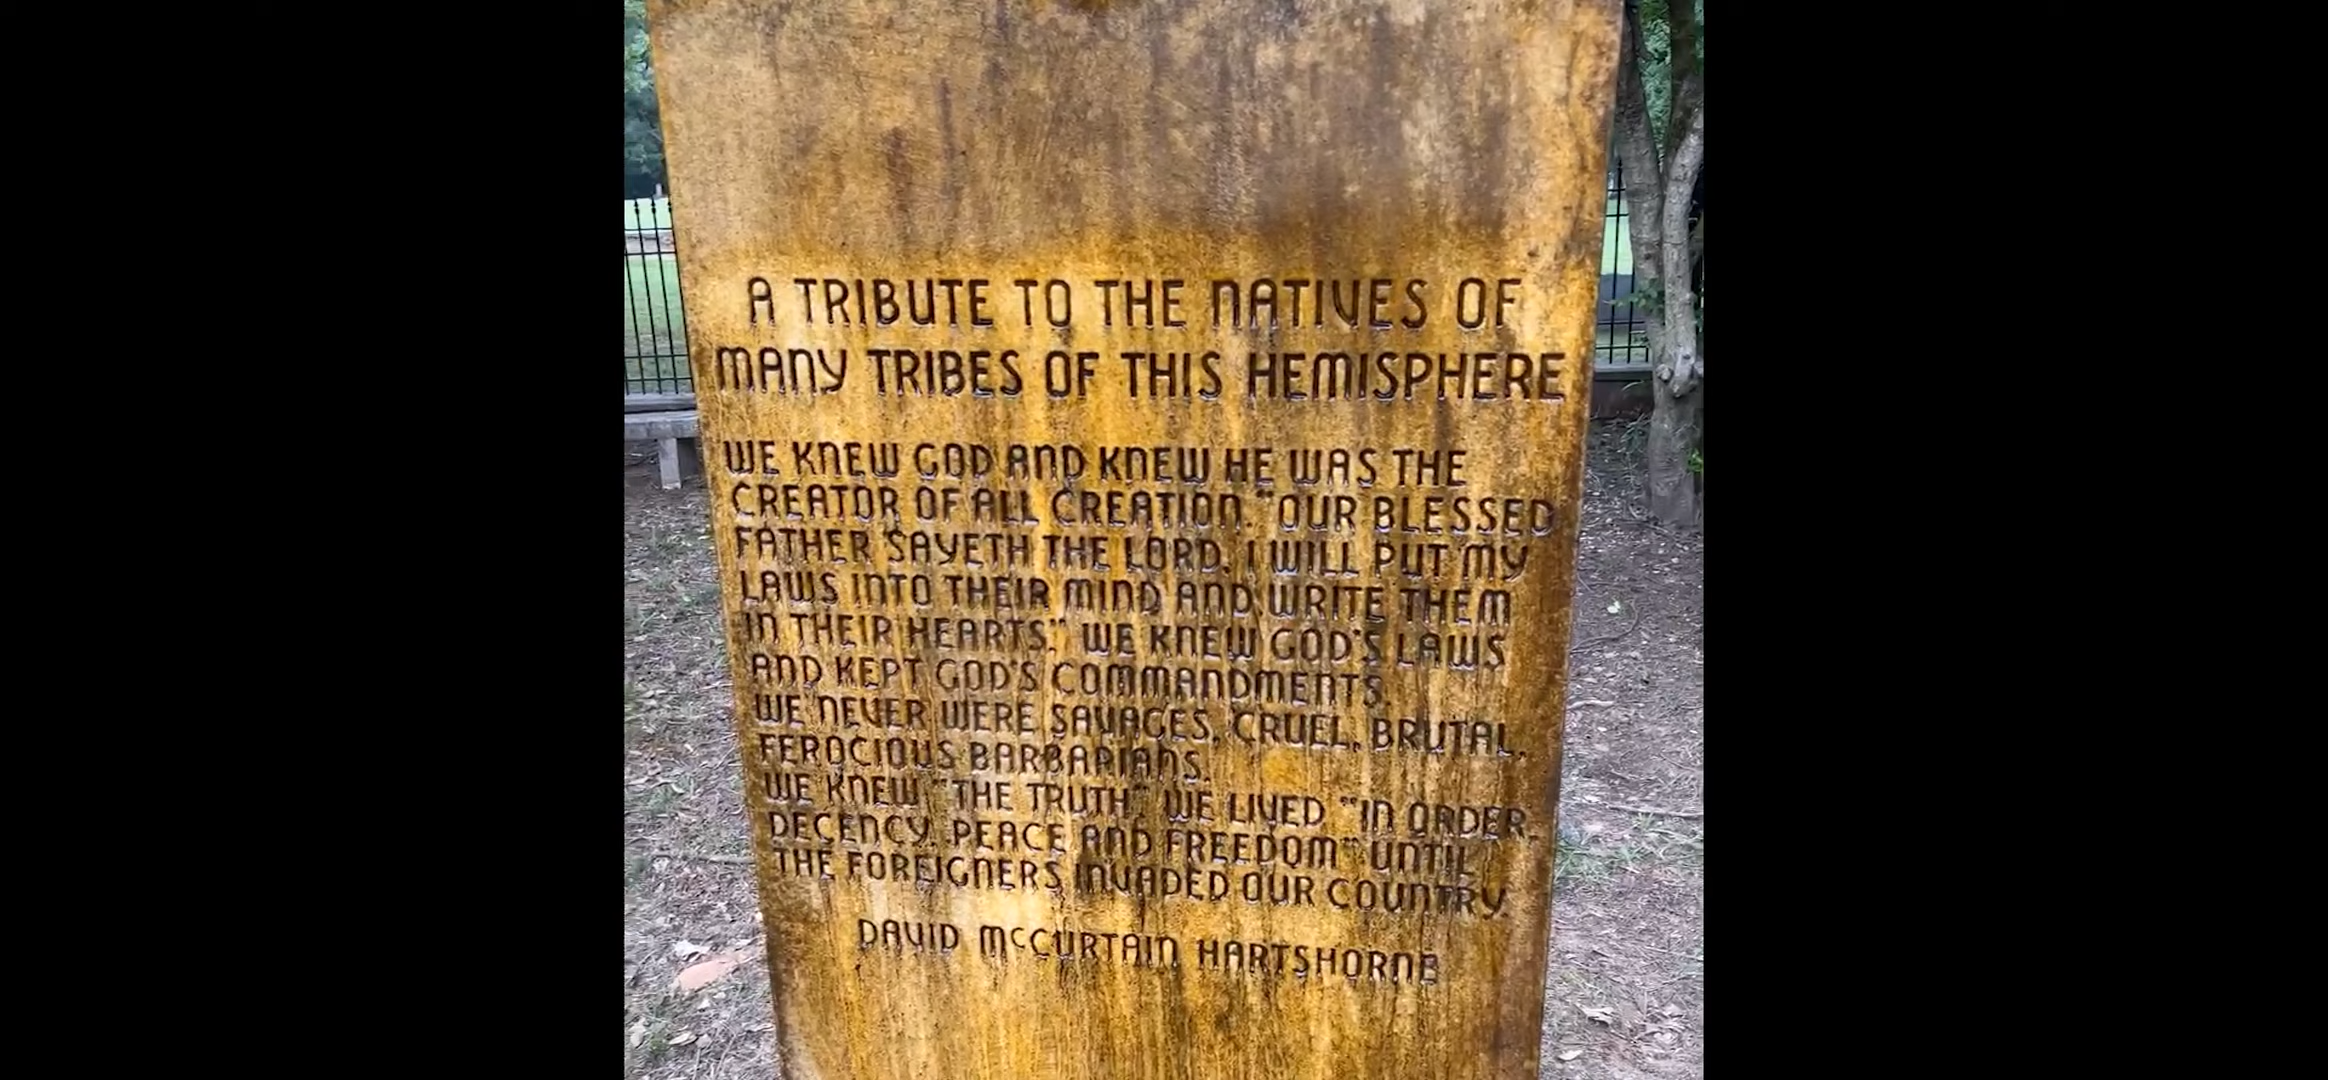 A TRIBUTE TO THE NATIVES OF
MANY TRIBES OF THIS HEMISPHERE
WE KNEW GOD AND KNEW HE WAS THE
CREATOR OF ALL CREATION. "OUR BLESSED
FATHER SAYETH THE LORD, I WILL PUT MY
LAWS INTO THEIR MIND AND WRITE THEM
IN THEIR HEARTS." WE KNEW GOD'S LAWS
AND KEPT GOD'S COMMANDMENTS.
WE NEVER WERE SAVAGES, CRUEL, BRUTAL,
FEROCIOUS BARBARIANS.
WE KNEW "THE TRUTH" WE LIVED "IN ORDER,
DECENCY, PEACE AND FREEDOM" UNTIL
THE FOREIGNERS INVADED OUR COUNTRY.
DAVID McCURTAIN HARTSHORNE